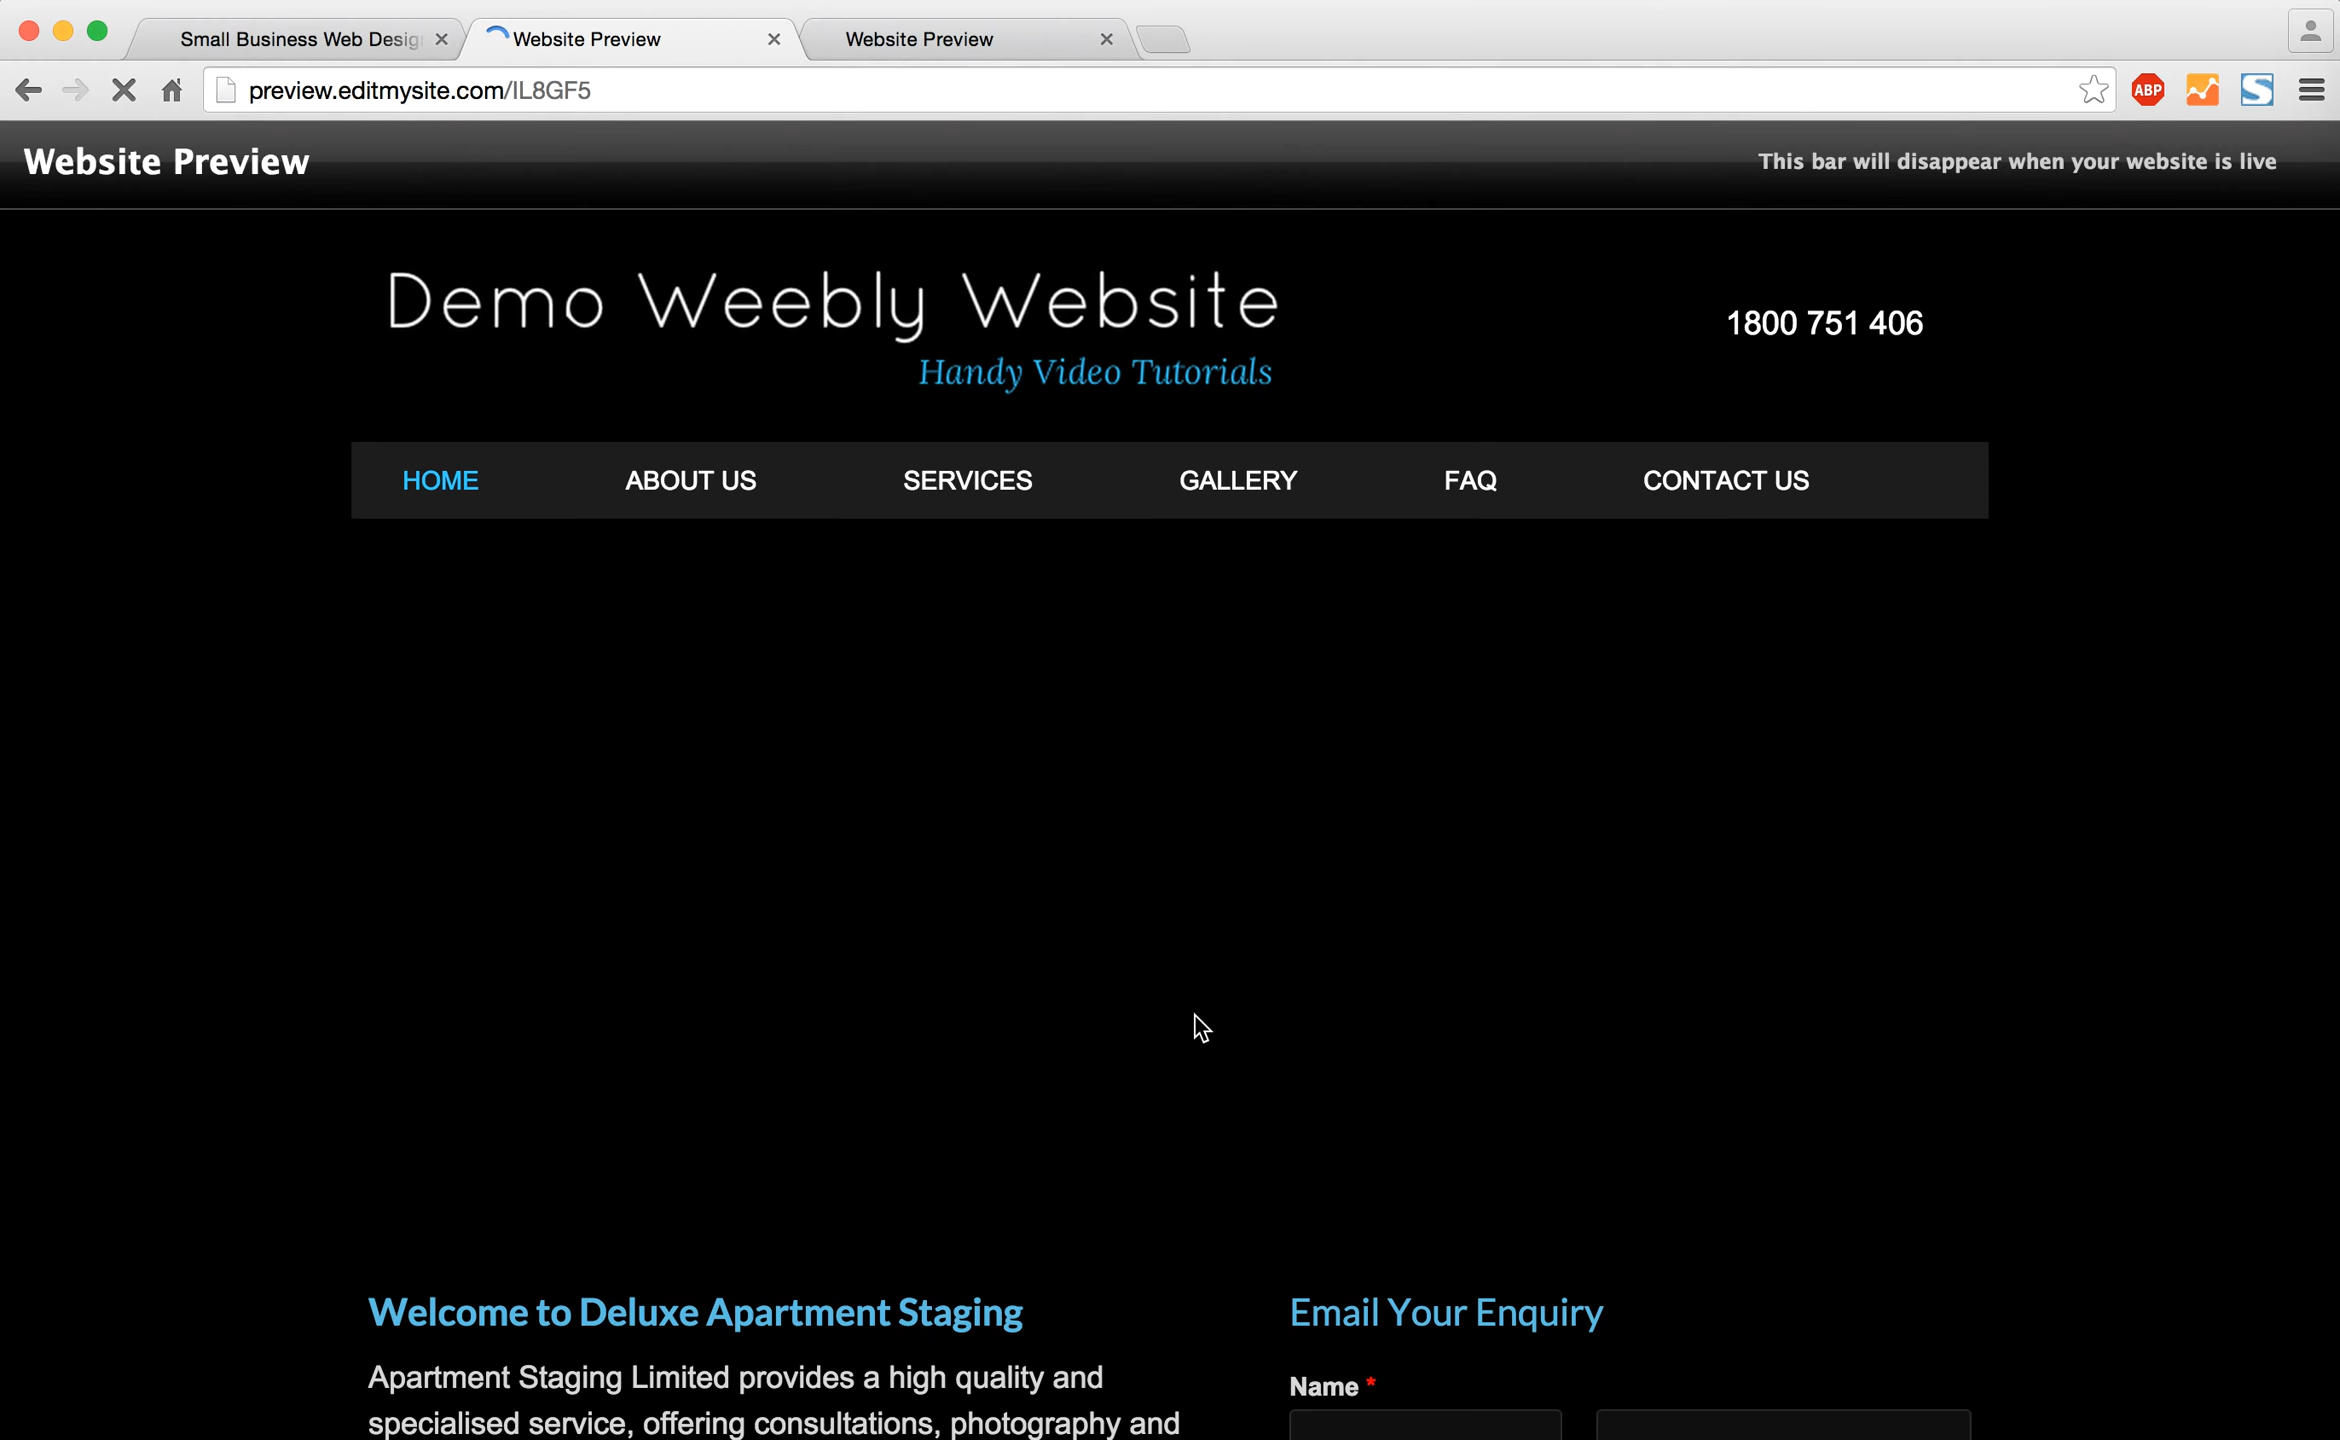 Small Business Web Desig
Website Preview
Website Preview
preview.editmysite.com/IL8GF5
ABP
Website Preview
This bar will disappear when your website is live
Demo Weebly Website
Handy Video Tutorials
1800 751 406
HOME ABOUT US SERVICES GALLERY FAQ CONTACT US
Welcome to Deluxe Apartment Staging
Apartment Staging Limited provides a high quality and
specialised service, offering consultations, photography and
Email Your Enquiry
Name *